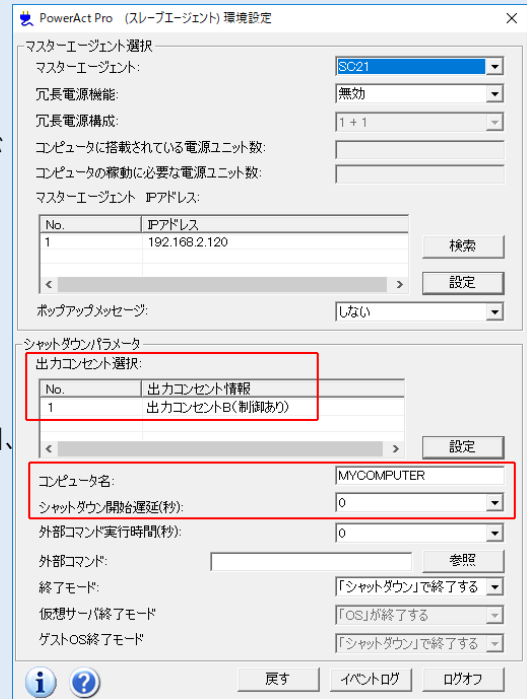 PowerAct Pro (スレーブエージェント) 環境設定
マスターエージェント選択
マスターエージェント: SC21
冗長電源機能: 無効
冗長電源構成: 1 + 1
コンピュータに搭載されている電源ユニット数:
コンピュータの稼動に必要な電源ユニット数:
マスターエージェント IPアドレス:
No. IPアドレス
1 192.168.2.120
検索
設定
ポップアップメッセージ: しない
シャットダウンパラメータ
出力コンセント選択:
No. 出力コンセント情報
1 出力コンセントB(制御あり)
設定
コンピュータ名: MYCOMPUTER
シャットダウン開始遅延(秒): 0
外部コマンド実行時間(秒): 0
外部コマンド: 参照
終了モード: 「シャットダウン」で終了する
仮想サーバ終了モード 「OS」が終了する
ゲストOS終了モード 「シャットダウン」で終了する
戻す イベントログ ログオフ